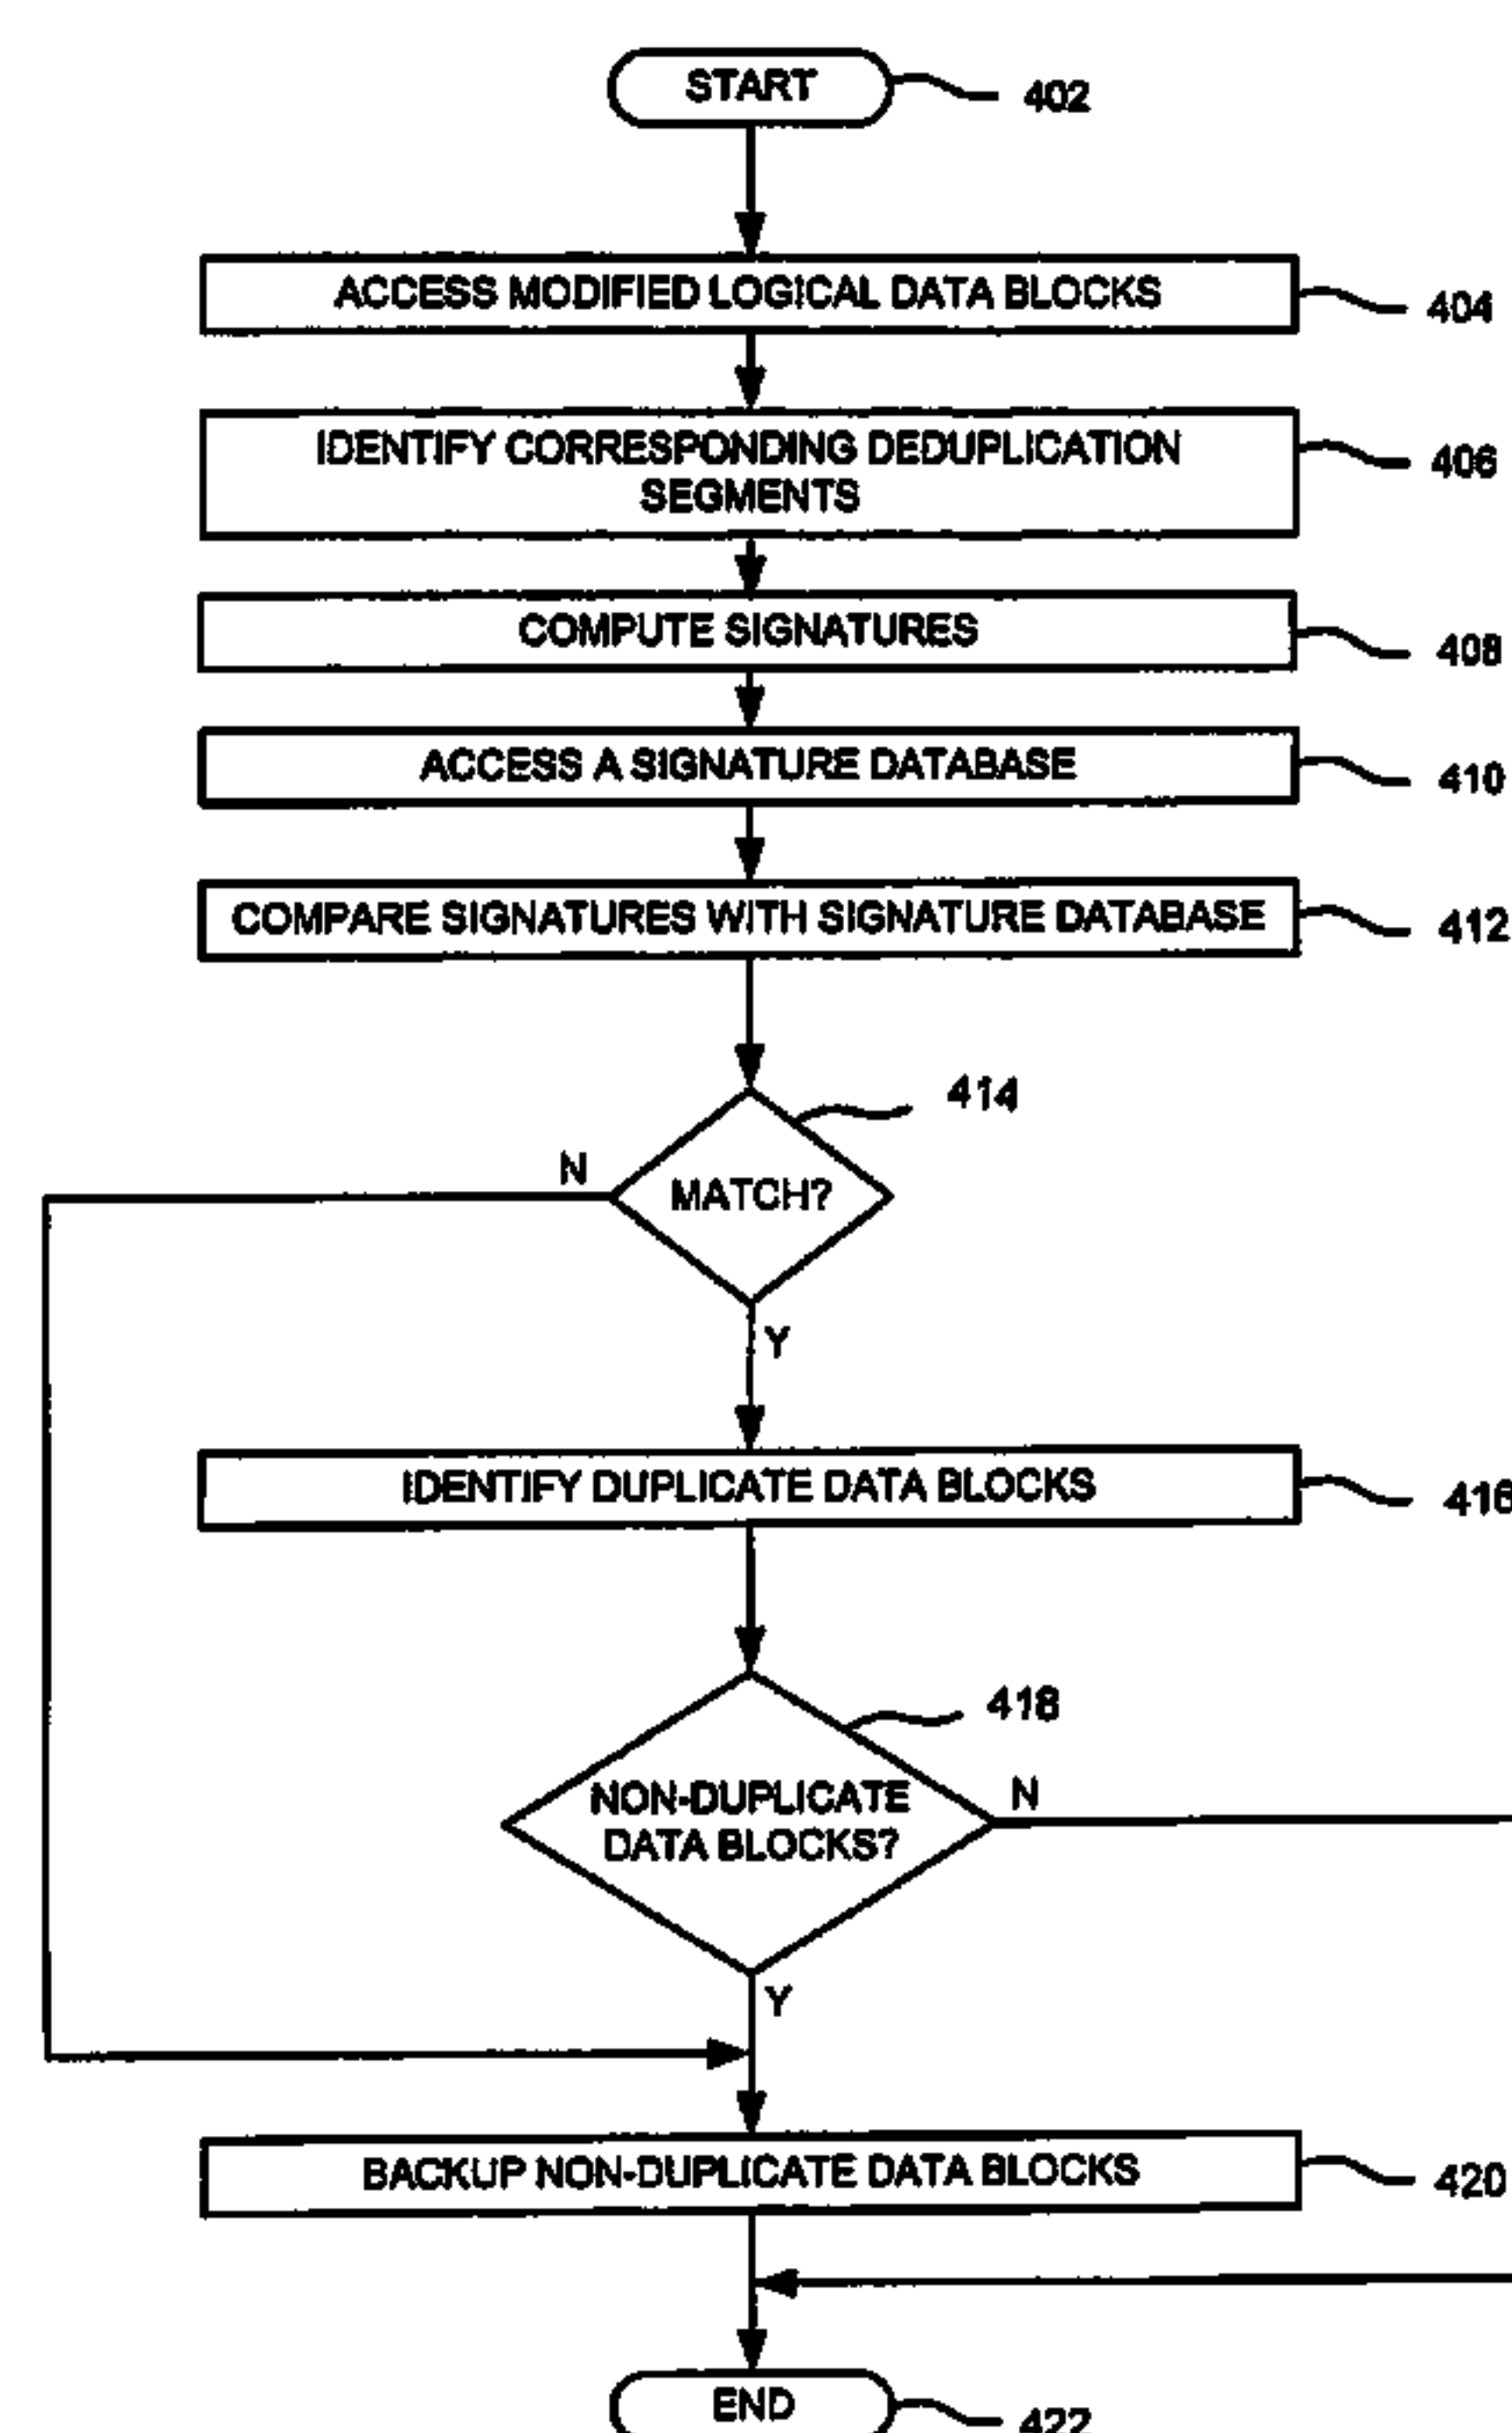 START
402
ACCESS MODIFIED LOGICAL DATA BLOCKS
404
IDENTIFY CORRESPONDING DEDUPLICATION
SEGMENTS
406
COMPUTE SIGNATURES
408
ACCESS A SIGNATURE DATABASE
410
COMPARE SIGNATURES WITH SIGNATURE DATABASE
412
414
N
MATCH?
Y
IDENTIFY DUPLICATE DATA BLOCKS
416
418
NON-DUPLICATE
DATA BLOCKS?
N
Y
BACKUP NON-DUPLICATE DATA BLOCKS
420
END
422